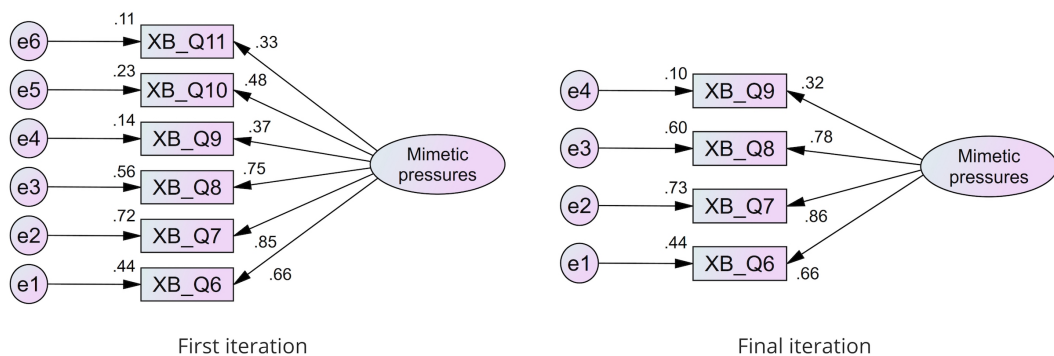 .11
e6
XB_Q11
.33
.23
e5
XB_Q10
.48
.14
e4
XB_Q9
.37
.56
e3
XB_Q8
.75
.72
e2
XB_Q7
.85
.44
e1
XB_Q6
.66
Mimetic
pressures
First iteration
.10
e4
XB_Q9
.32
.60
e3
XB_Q8
.78
.73
e2
XB_Q7
.86
.44
e1
XB_Q6
.66
Mimetic
pressures
Final iteration